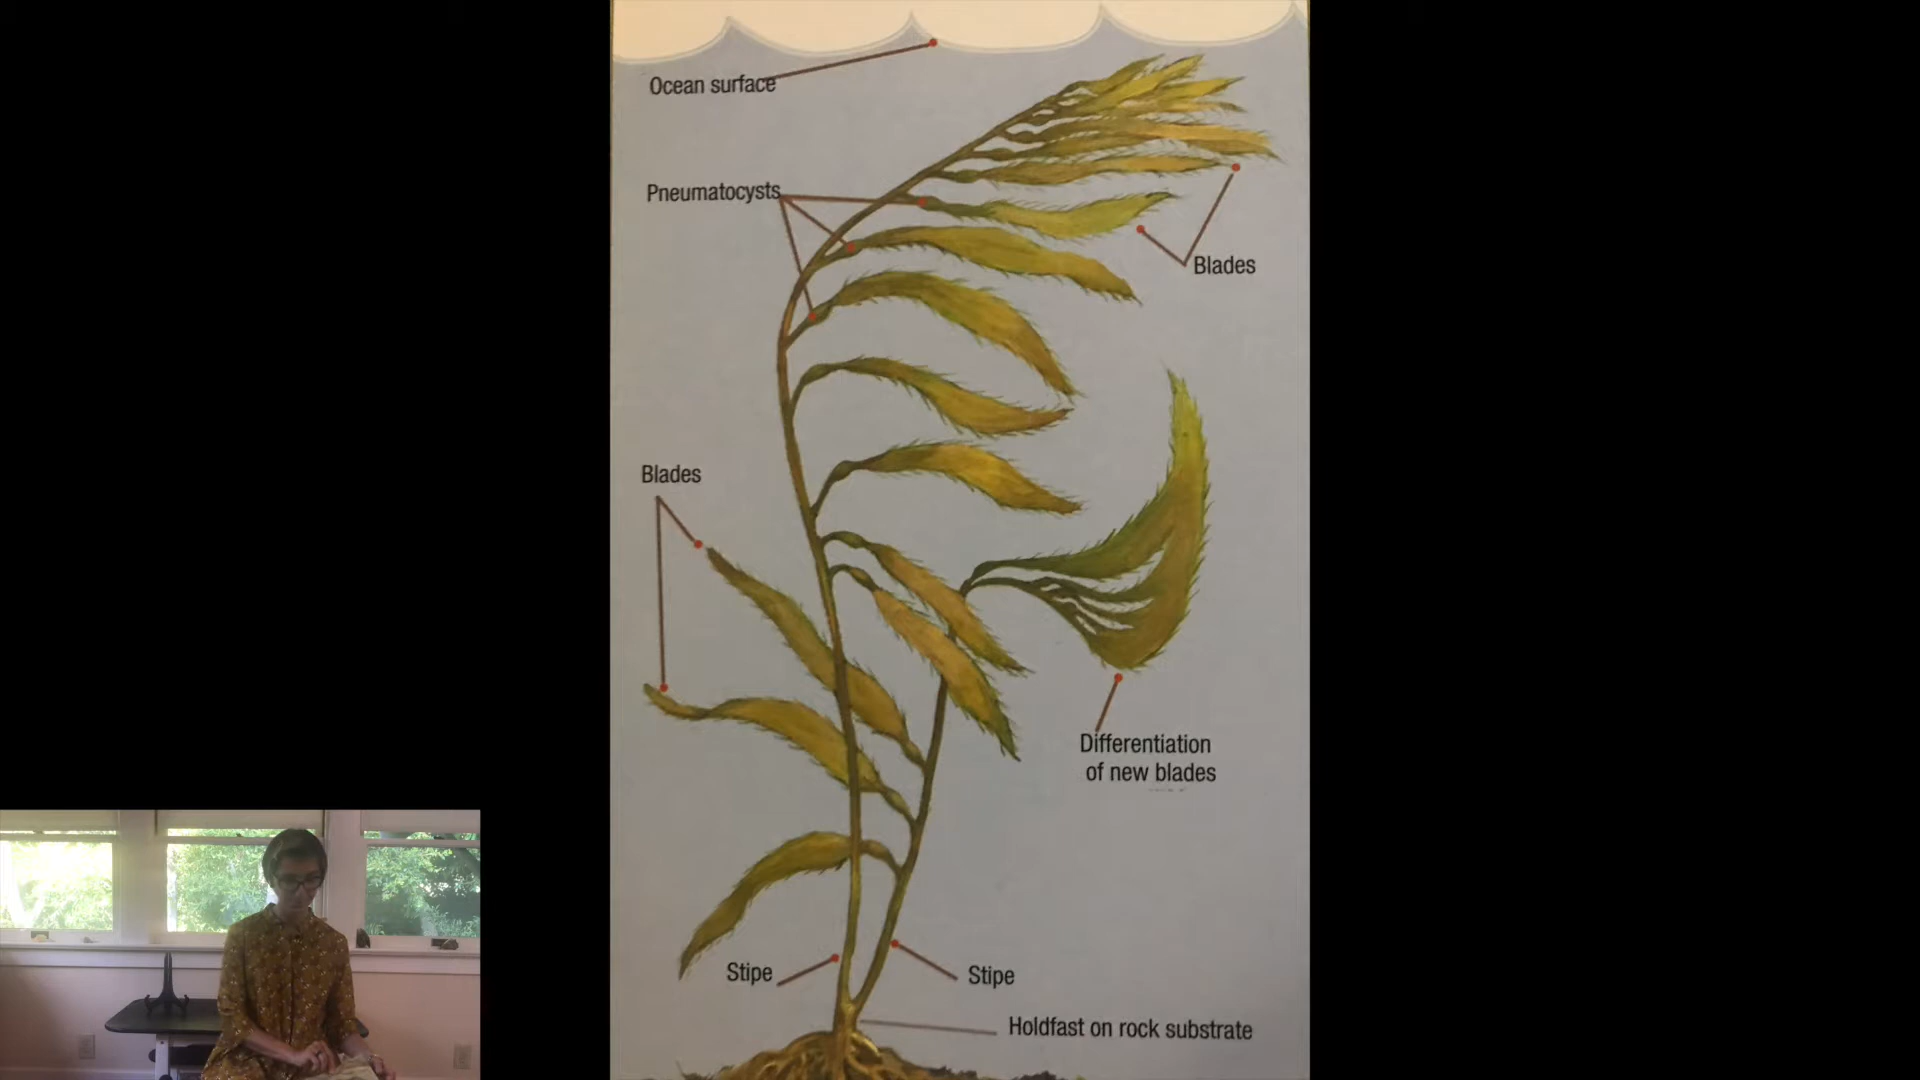 Ocean surface
Pneumatocysts
Blades
Blades
Differentiation
of new blades
Stipe
Stipe
Holdfast on rock substrate